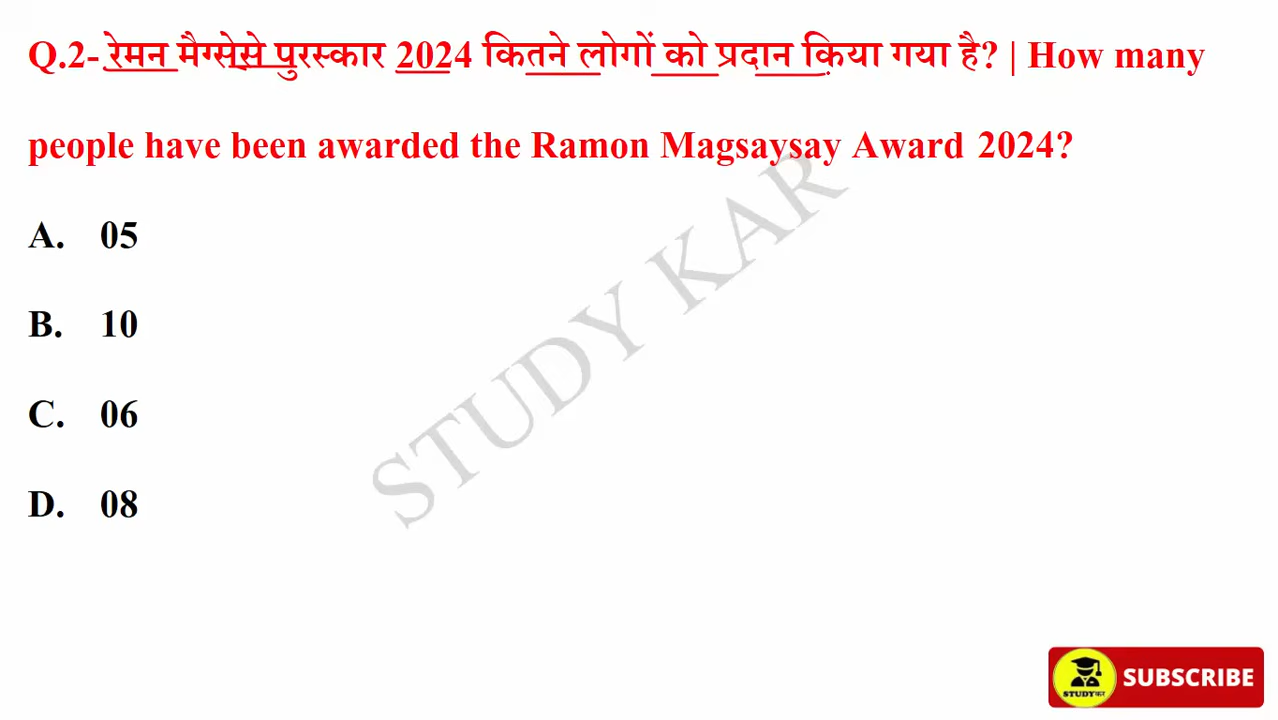 Q.2- रेमन मैग्सेसे पुरस्कार 2024 कितने लोगों को प्रदान किया गया है? | How many
people have been awarded the Ramon Magsaysay Award 2024?
A. 05
B. 10
C. 06
D. 08
STUDY KAR
SUBSCRIBE
STUDYकर